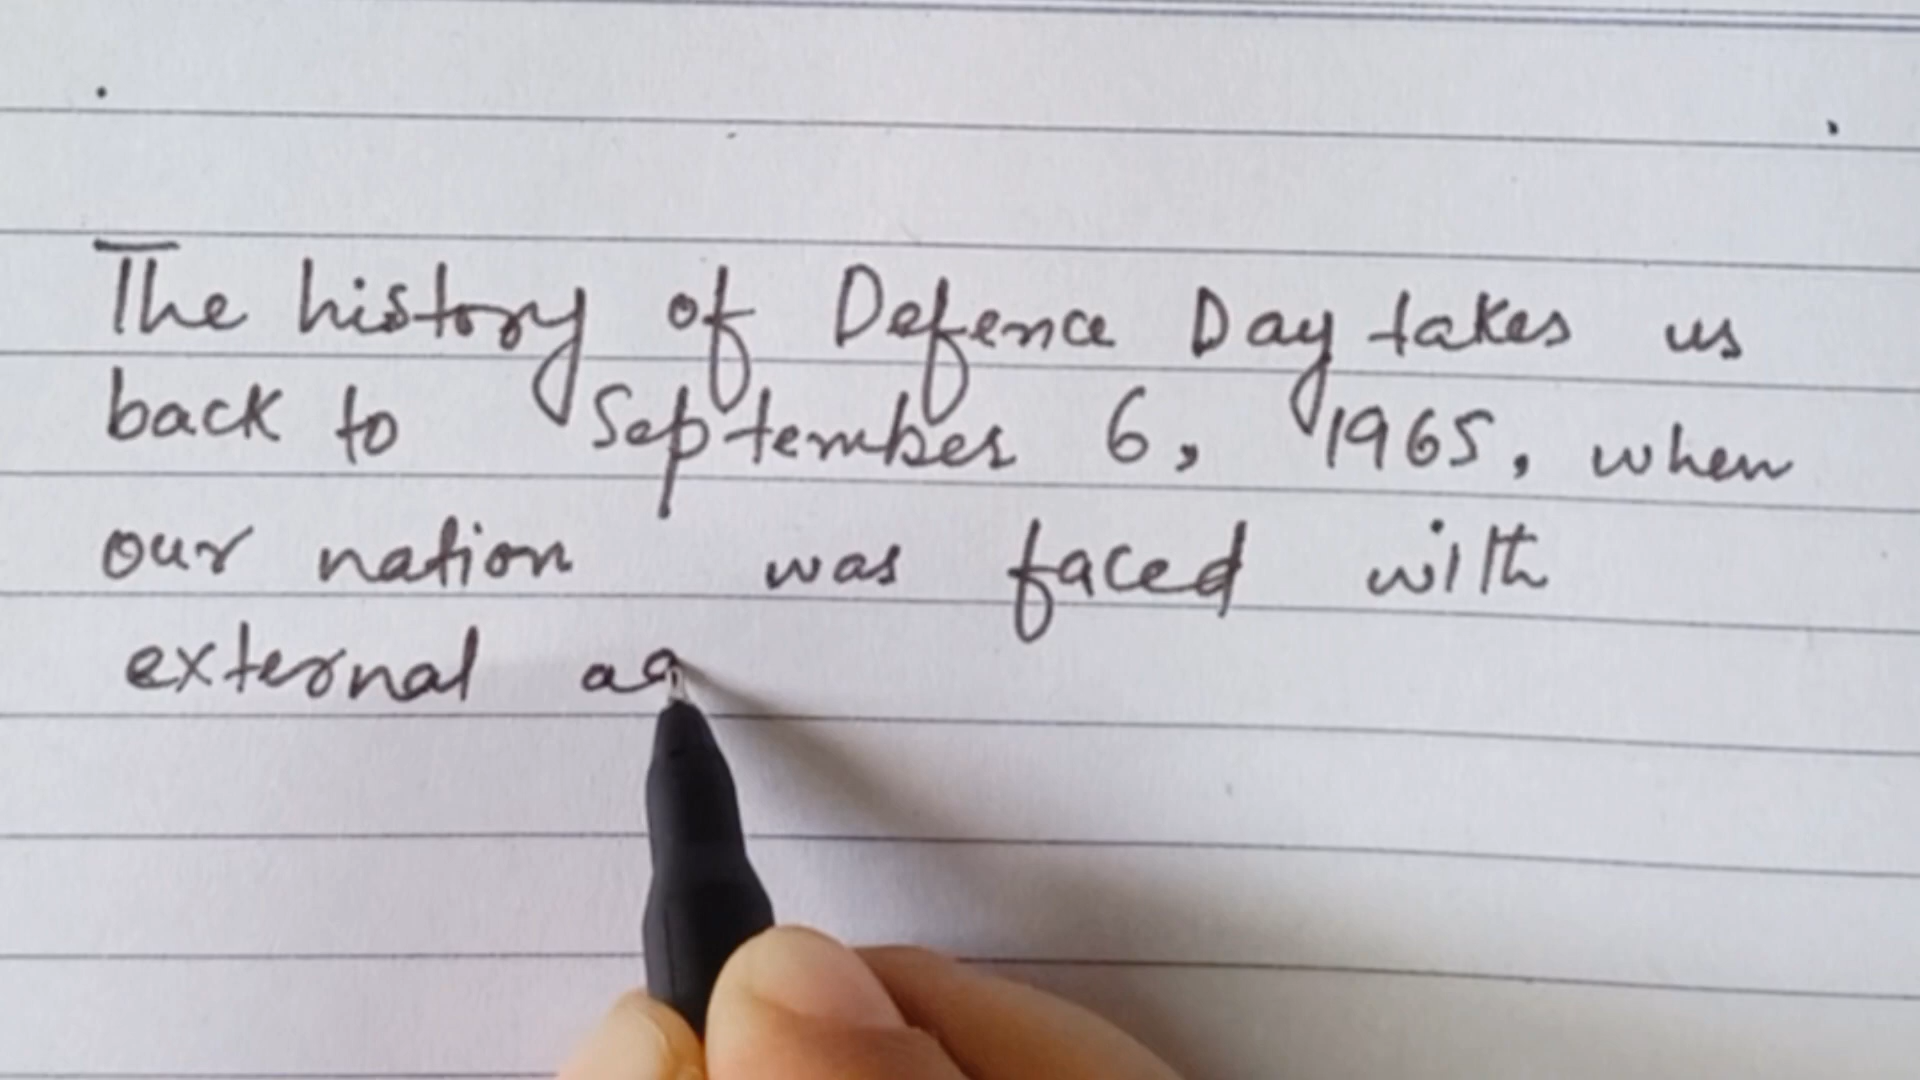 The history of Defence Day takes us
back to September 6, 1965, when
our nation was faced with
external ag